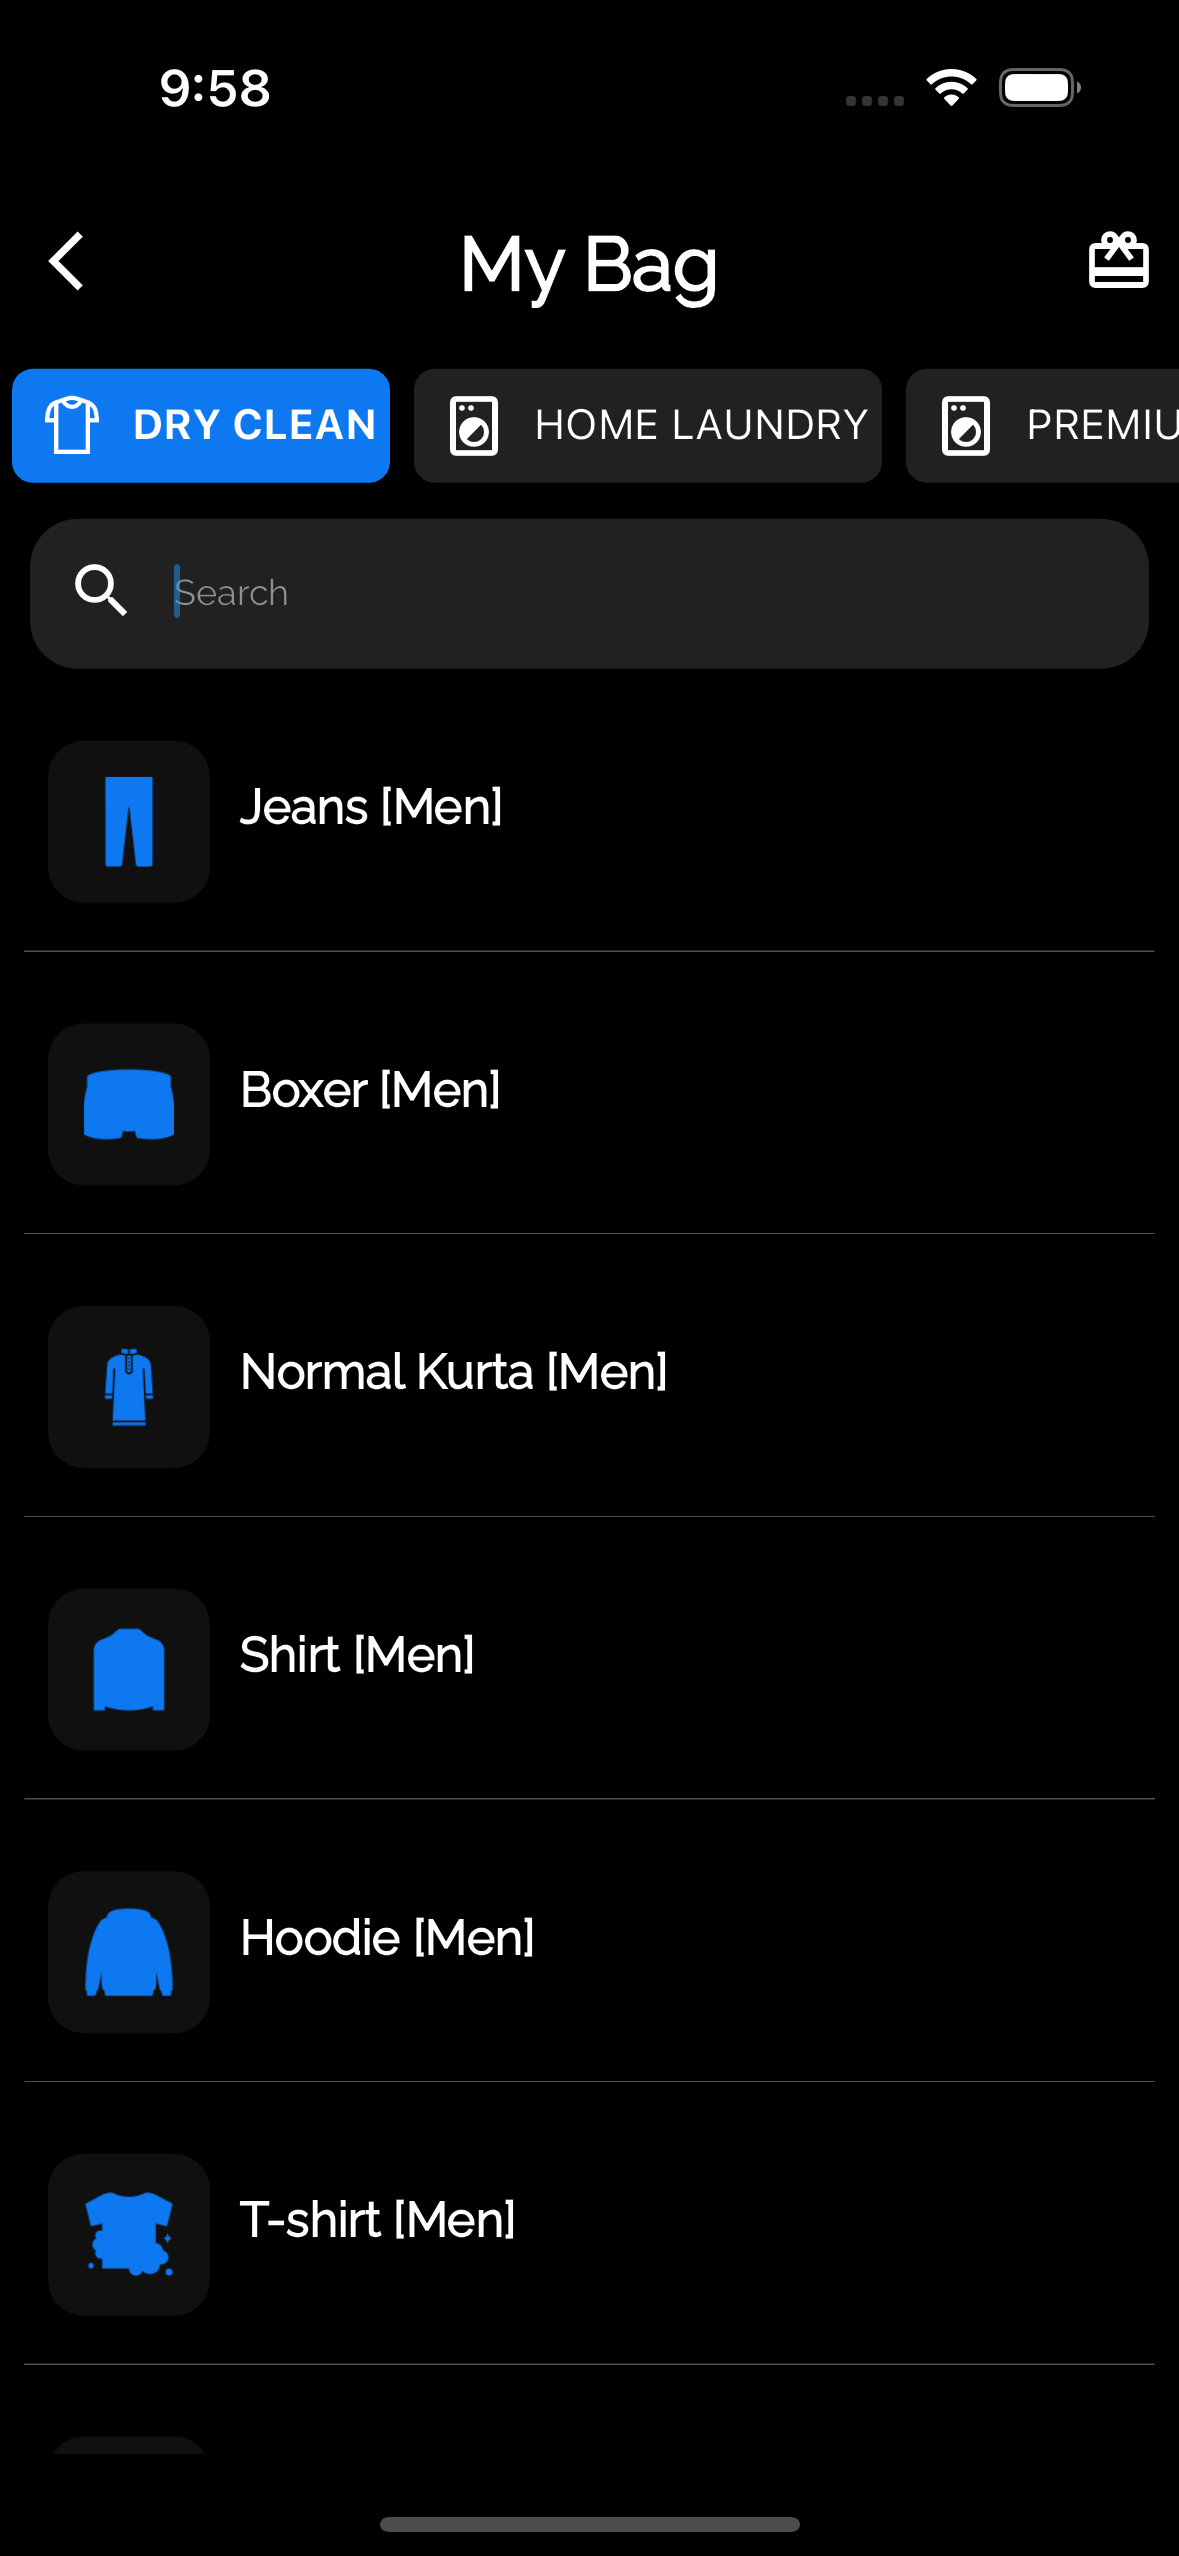 9:58
My Bag
DRY CLEAN HOME LAUNDRY PREMIU
Search
Jeans [Men]
Boxer [Men]
Normal Kurta [Men]
Shirt [Men]
Hoodie [Men]
T-shirt [Men]